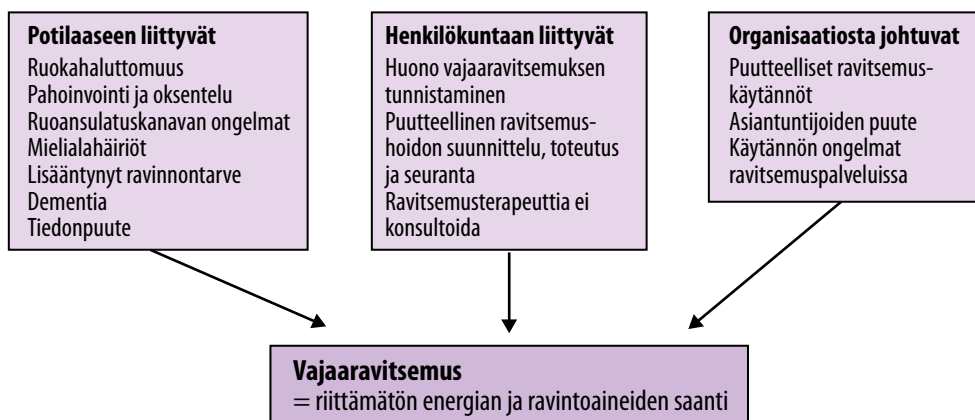 Potilaaseen liittyvät
Ruokahaluttomuus
Pahoinvointi ja oksentelu
Ruoansulatuskanavan ongelmat
Mielialahäiriöt
Lisääntynyt ravinnontarve
Dementia
Tiedonpuute
Henkilökuntaan liittyvät
Huono vajaaravitsemuksen
tunnistaminen
Puutteellinen ravitsemus-
hoidon suunnittelu, toteutus
ja seuranta
Ravitsemusterapeuttia ei
konsultoida
Organisaatiosta johtuvat
Puutteelliset ravitsemus-
käytännöt
Asiantuntijoiden puute
Käytännön ongelmat
ravitsemuspalveluissa
Vajaaravitsemus
= riittämätön energian ja ravintoaineiden saanti